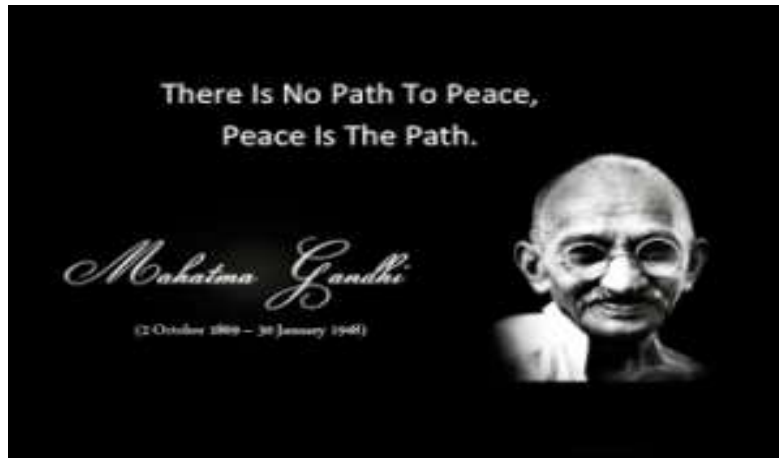 There Is No Path To Peace,
Peace Is The Path.
Mahatma Gandhi
(2 October 1869 – 30 January 1948)